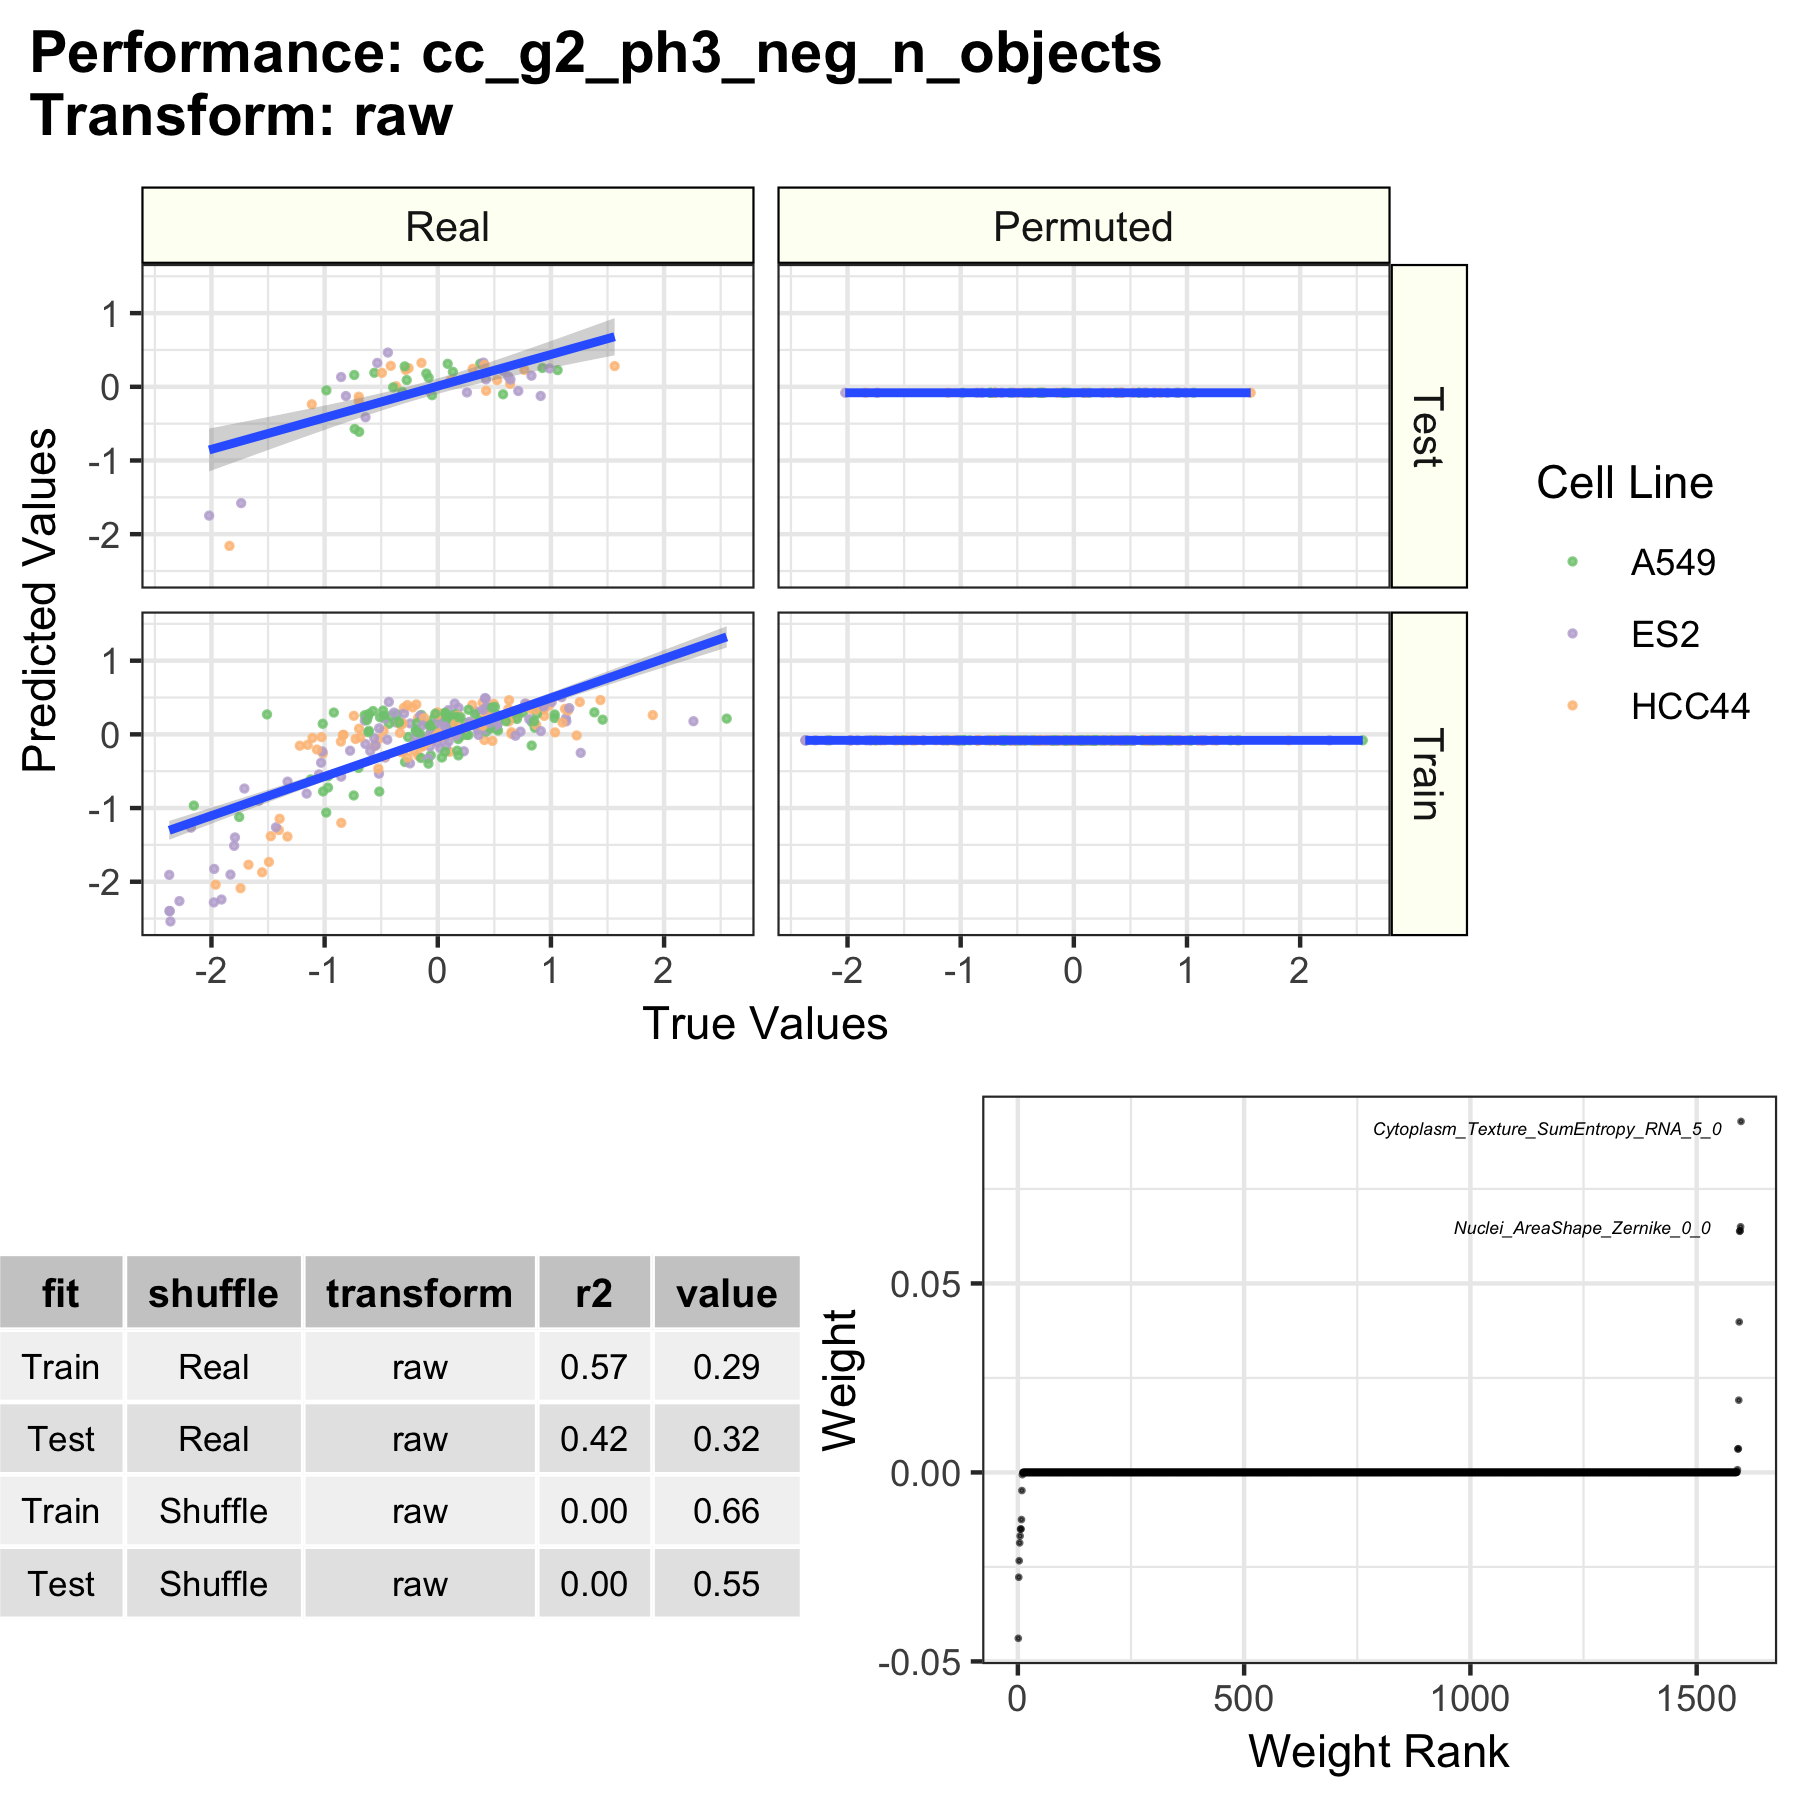 Performance: cc_g2_ph3_neg_n_objects
Transform: raw
Real
Permuted
1
0
-1
-2
Test
1
0
-1
-2
Train
Predicted Values
-2 -1 0 1 2
-2 -1 0 1 2
True Values
Cell Line
A549
ES2
HCC44
fit shuffle transform r2 value
Train Real raw 0.57 0.29
Test Real raw 0.42 0.32
Train Shuffle raw 0.00 0.66
Test Shuffle raw 0.00 0.55
Cytoplasm_Texture_SumEntropy_RNA_5_0
Nuclei_AreaShape_Zernike_0_0
0.05
0.00
-0.05
Weight
0 500 1000 1500
Weight Rank